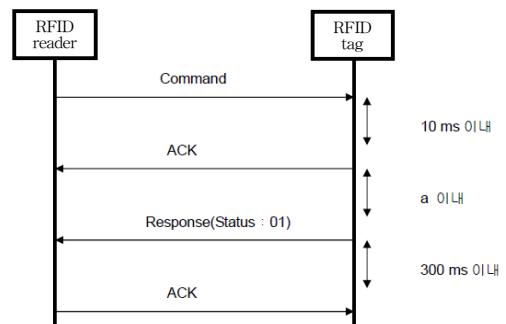 RFID
reader
RFID
tag
Command
10 ms 이내
ACK
a 이내
Response(Status : 01)
300 ms 이내
ACK